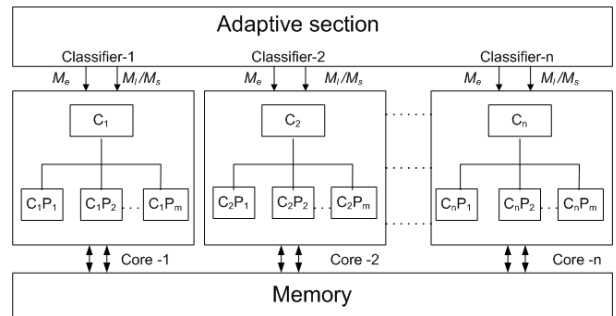 Adaptive section
Classifier-1 Classifier-2 Classifier-n
Me Ml/Ms Me Ml/Ms Me Ml/Ms
C1 C2 Cn
C1P1 C1P2 ... C1Pm C2P1 C2P2 ... C2Pm CnP1 CnP2 ... CnPm
Core -1 Core -2 Core -n
Memory